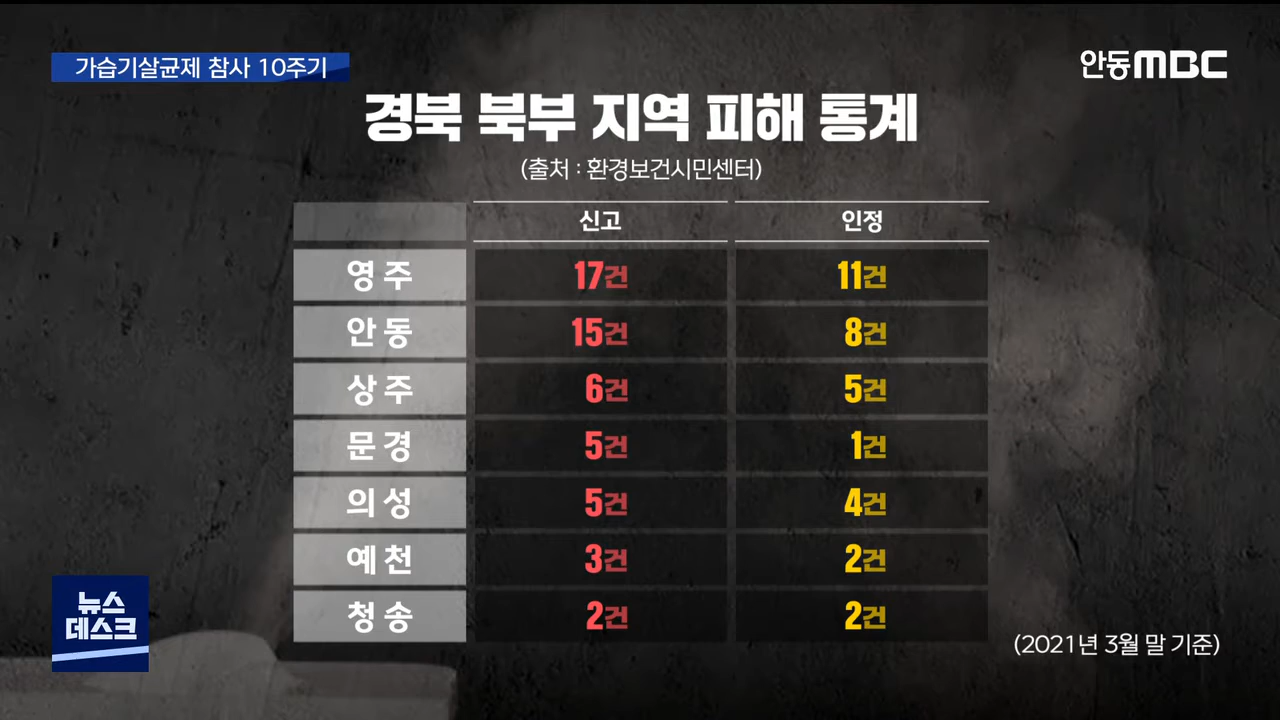 가습기살균제 참사 10주기
안동MBC
경북 북부 지역 피해 통계
(출처 : 환경보건시민센터)
신고 인정
영주 17건 11건
안동 15건 8건
상주 6건 5건
문경 5건 1건
의성 5건 4건
예천 3건 2건
청송 2건 2건
뉴스
데스크
(2021년 3월 말 기준)